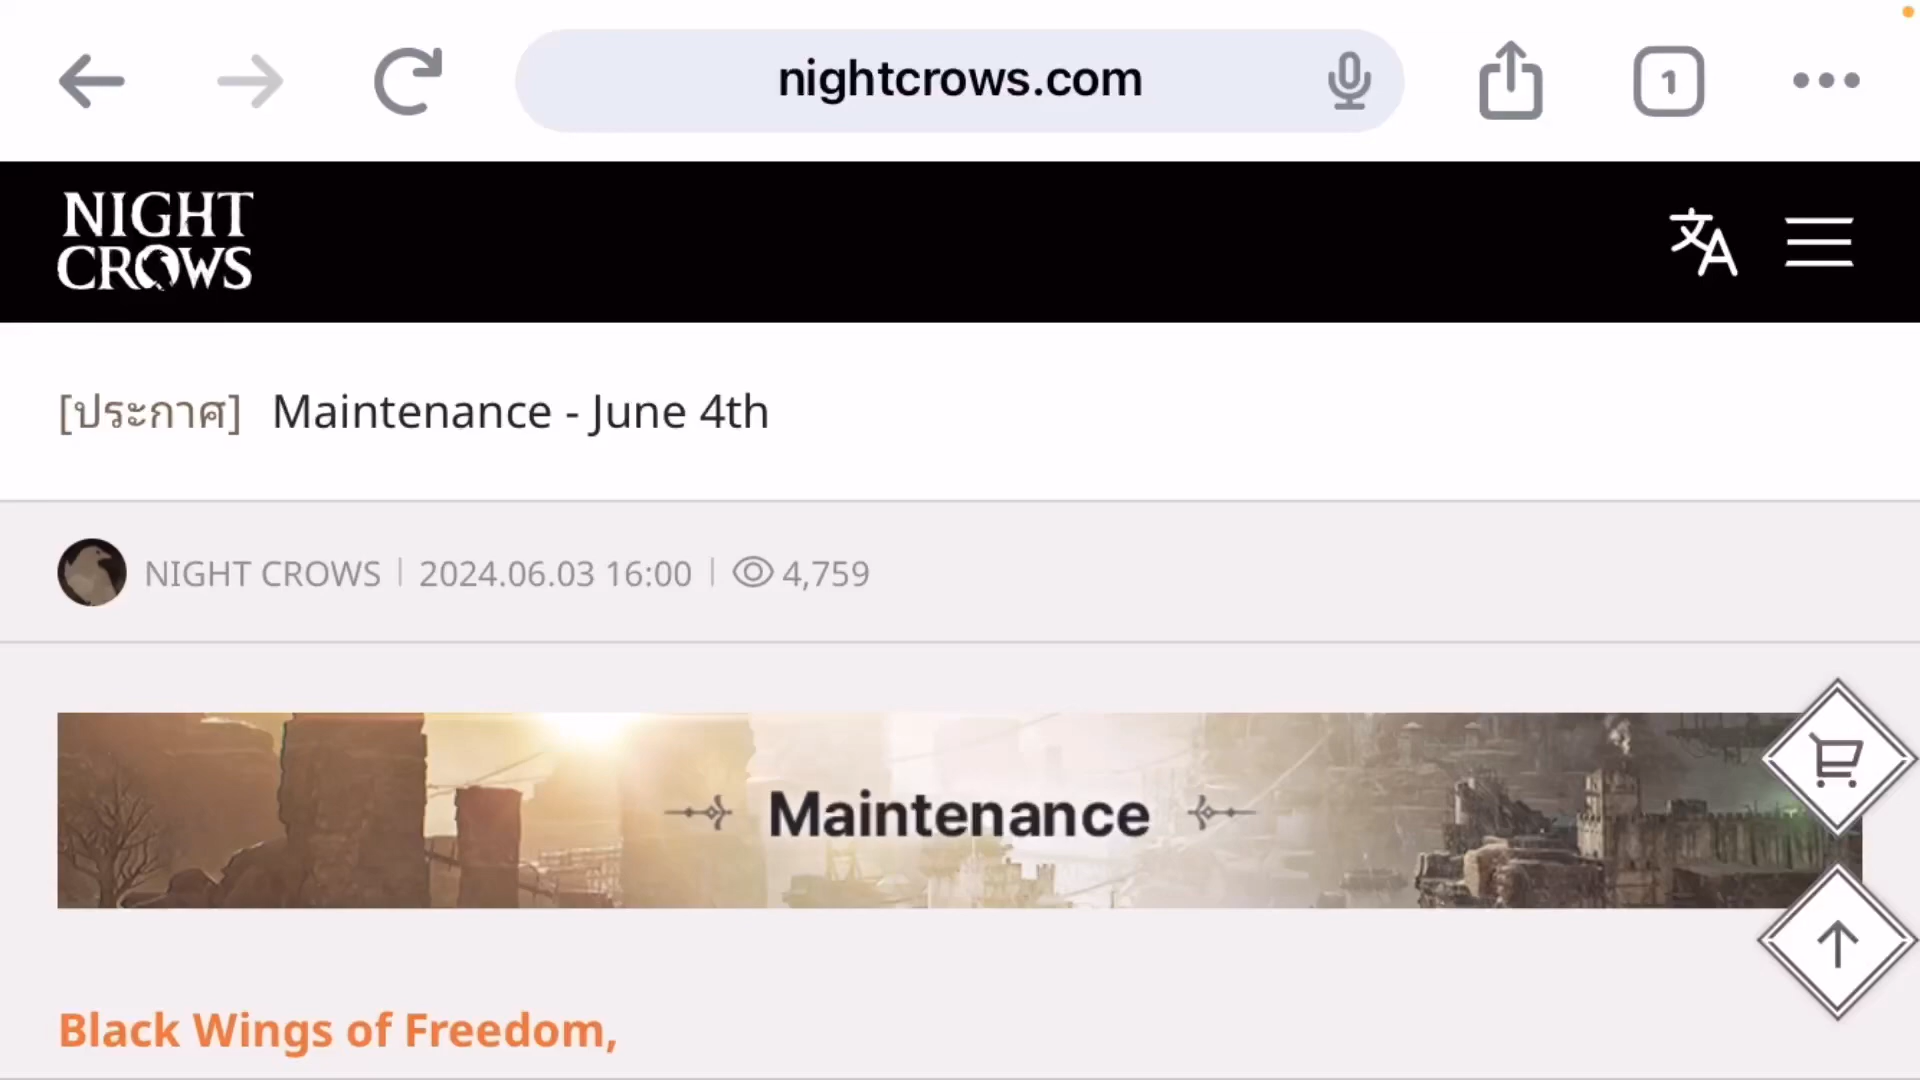 nightcrows.com
1
NIGHT
CROWS
[ประกาศ] Maintenance - June 4th
NIGHT CROWS | 2024.06.03 16:00 | 4,759
Maintenance
Black Wings of Freedom,